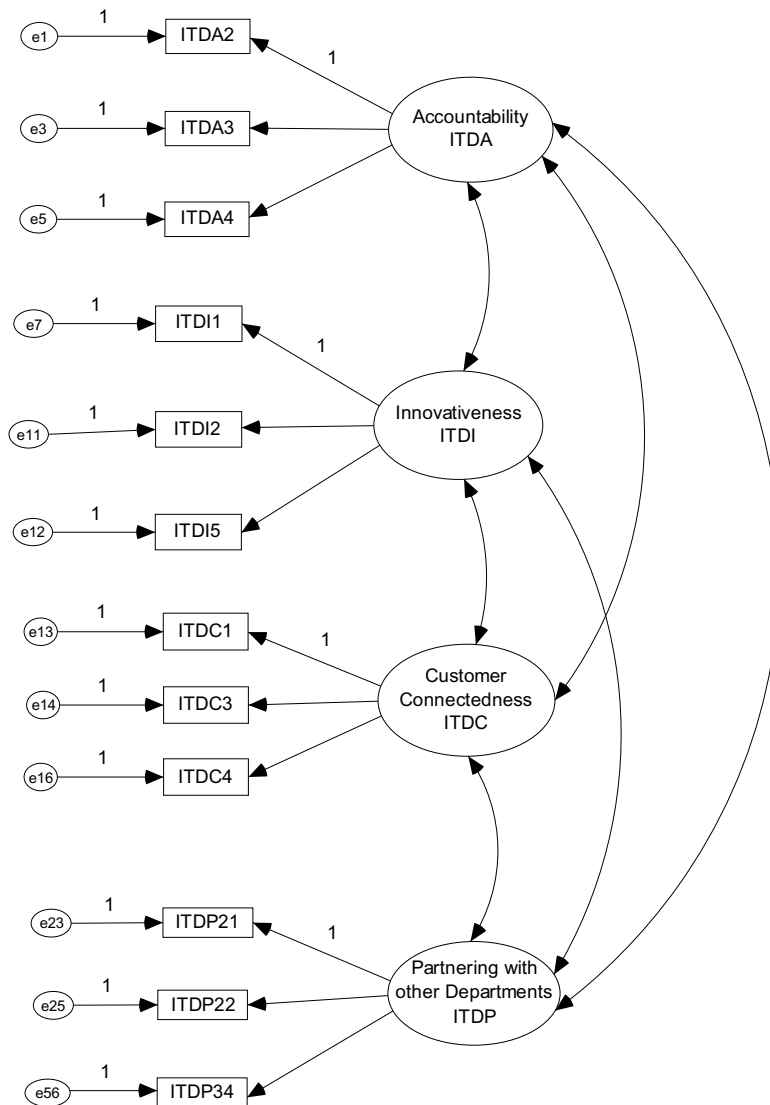 1
e1
ITDA2
1
1
e3
ITDA3
Accountability
ITDA
1
e5
ITDA4
1
e7
ITDI1
1
1
e11
ITDI2
Innovativeness
ITDI
1
e12
ITDI5
1
e13
ITDC1
1
1
e14
ITDC3
Customer
Connectedness
ITDC
1
e16
ITDC4
1
e23
ITDP21
1
1
e25
ITDP22
Partnering with
other Departments
ITDP
1
e56
ITDP34